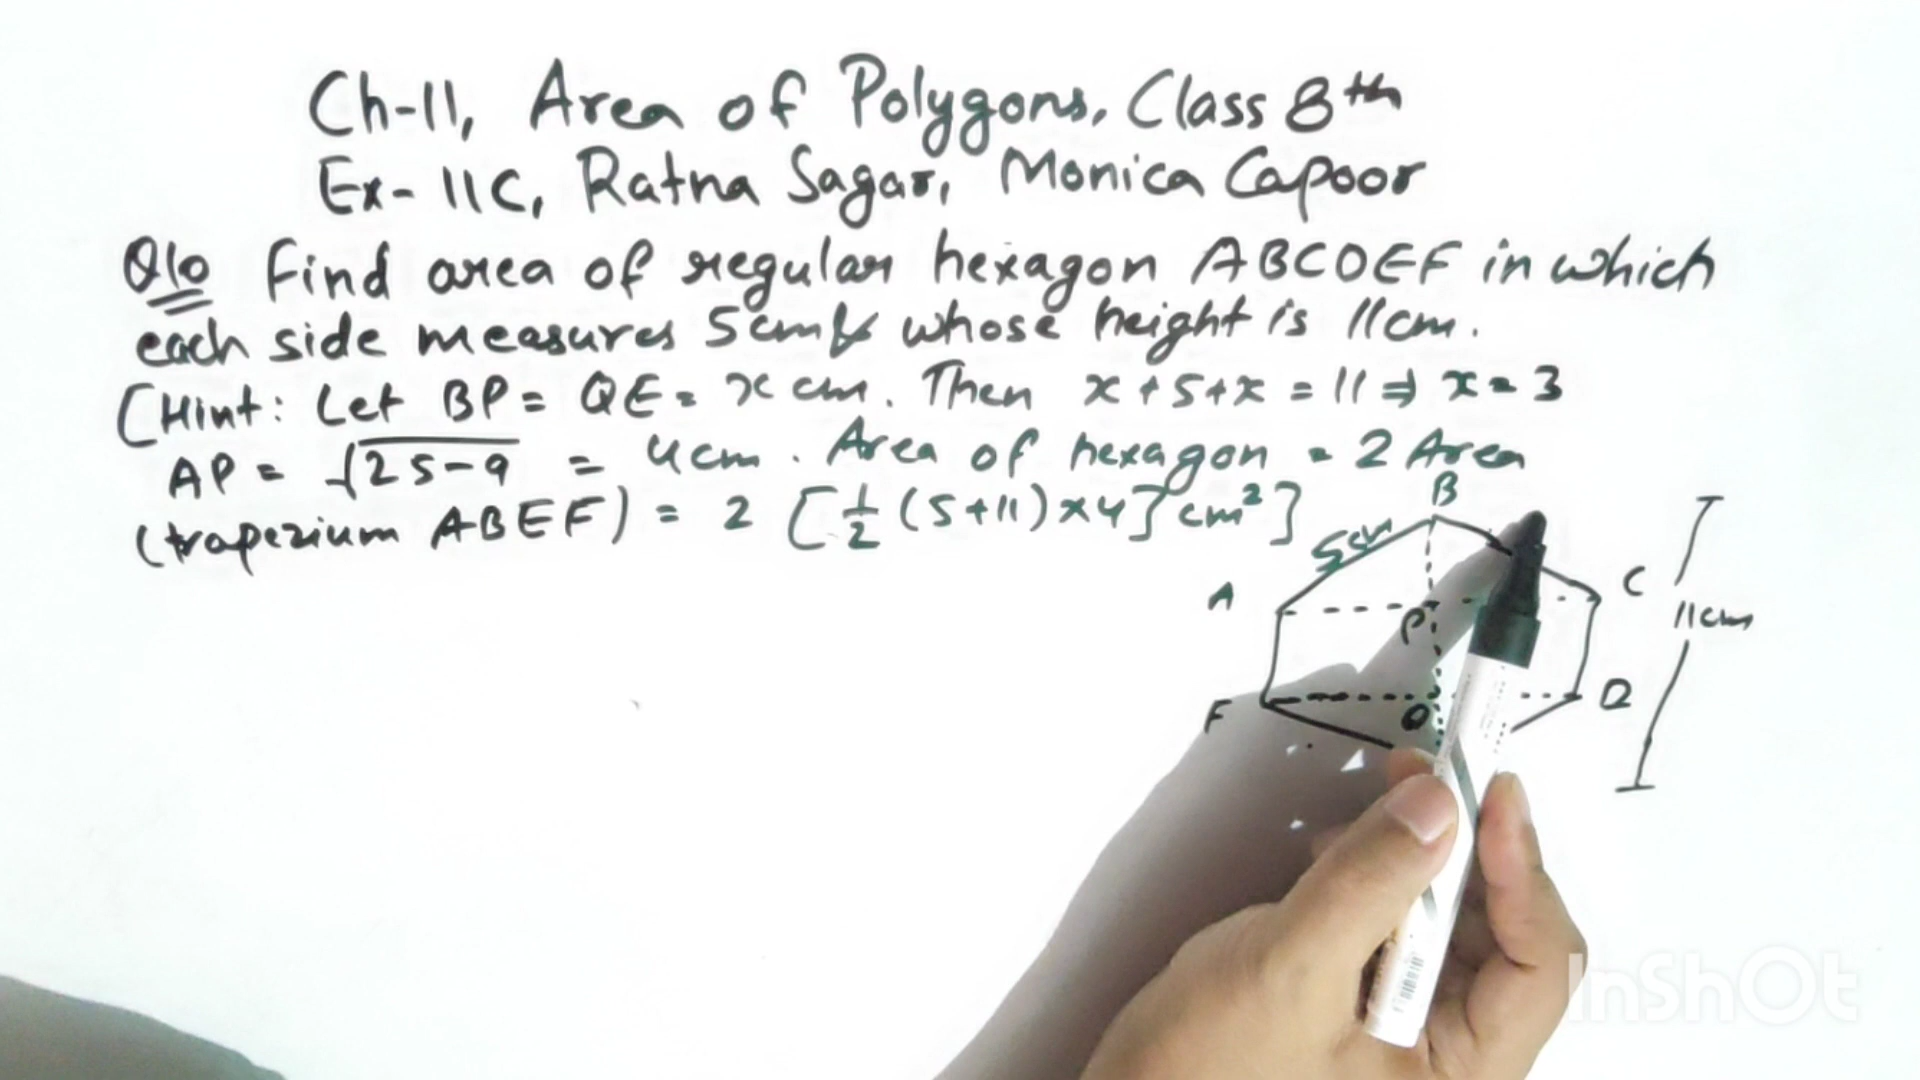 Ch-11, Area of Polygons, Class 8th
Ex-11C, Ratna Sagar, Monica Capoor
Q10 Find area of regular hexagon ABCDEF in which
each side measures 5cm & whose height is 11cm.
[Hint: Let BP = QE = x cm. Then x+5+x = 11 ⇒ x = 3
AP = √25-9 = 4cm. Area of hexagon = 2 Area
(trapezium ABEF) = 2 [1/2 (5+11) x4] cm²]
B
5cm
A
C
P
11cm
F
Q
D
InShOt